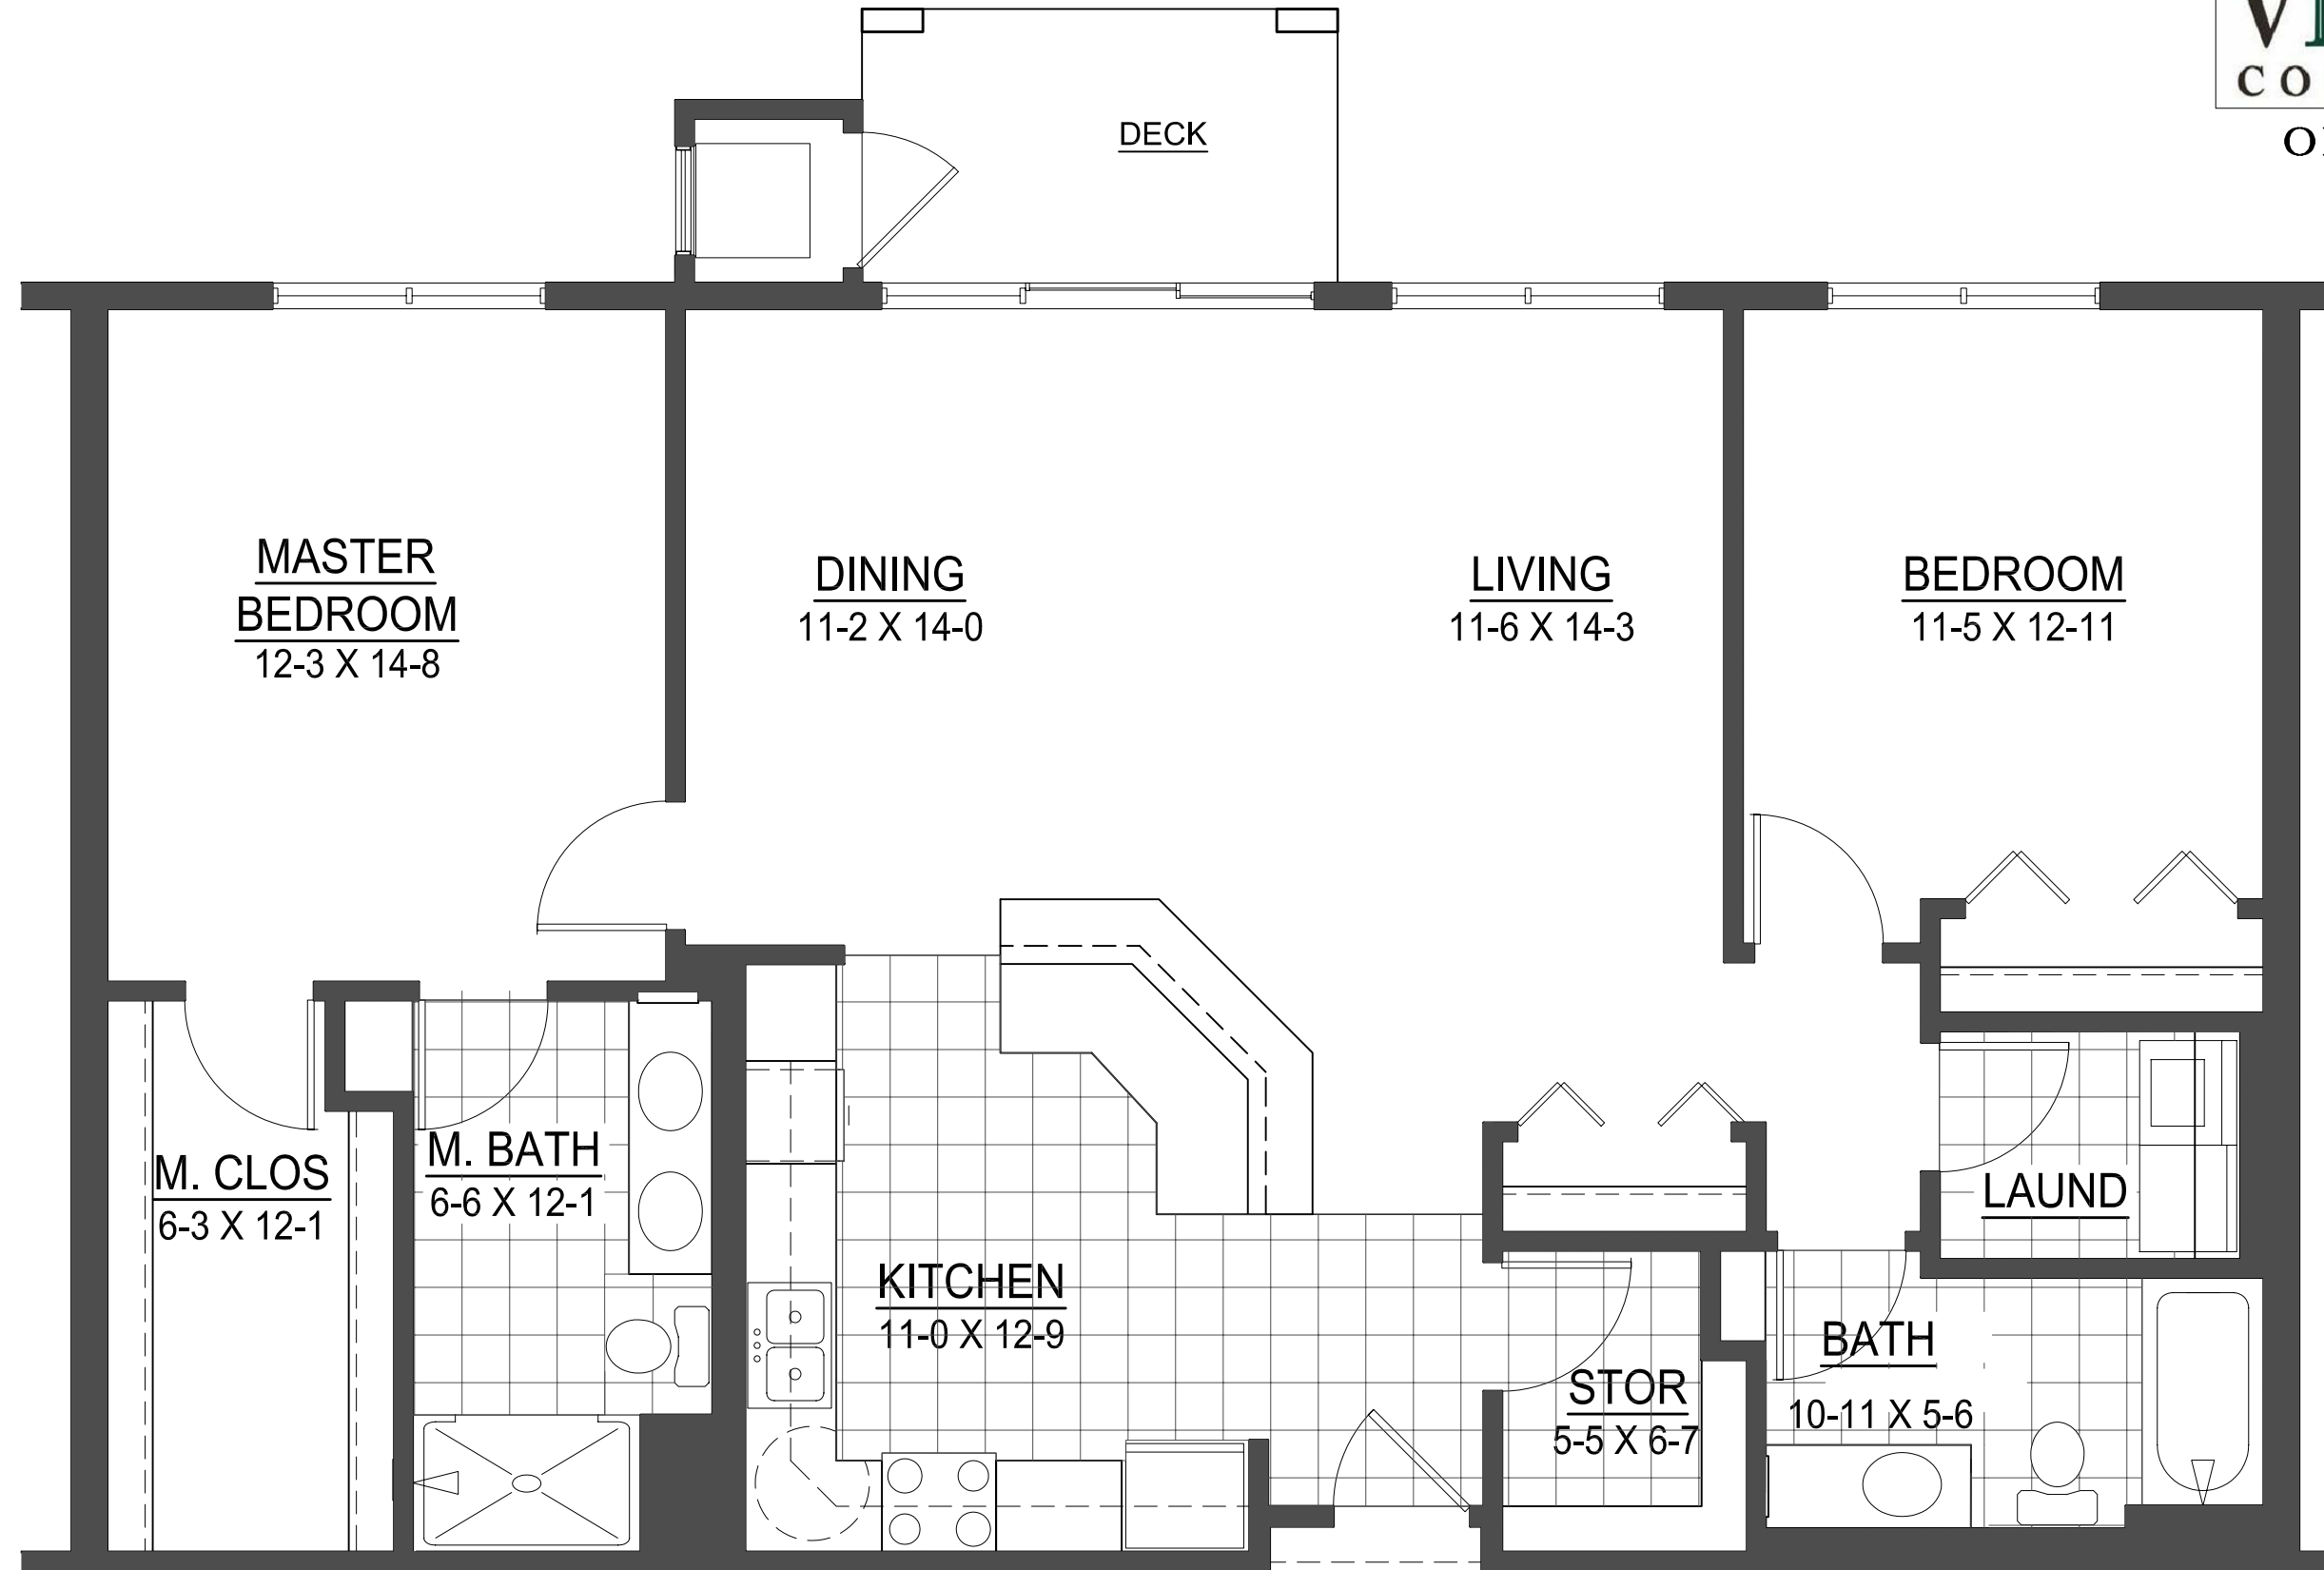 DECK
MASTER
BEDROOM
12-3 X 14-8
DINING
11-2 X 14-0
LIVING
11-6 X 14-3
BEDROOM
11-5 X 12-11
M. CLOS
6-3 X 12-1
M. BATH
6-6 X 12-1
KITCHEN
11-0 X 12-9
STOR
5-5 X 6-7
LAUND
BATH
10-11 X 5-6